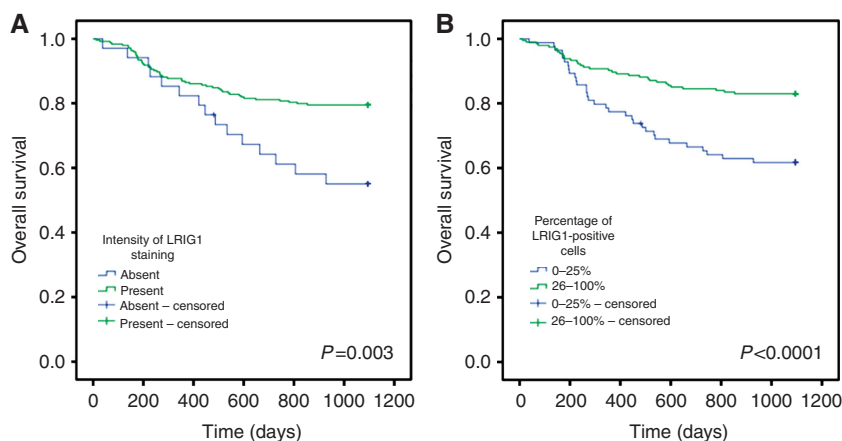 A
Overall survival
1.0
0.8
0.6
0.4
0.2
0.0
Intensity of LRIG1
staining
Absent
Present
Absent – censored
Present – censored
P=0.003
0 200 400 600 800 1000 1200
Time (days)
B
Overall survival
1.0
0.8
0.6
0.4
0.2
0.0
Percentage of
LRIG1-positive
cells
0–25%
26–100%
0–25% – censored
26–100% – censored
P<0.0001
0 200 400 600 800 1000 1200
Time (days)